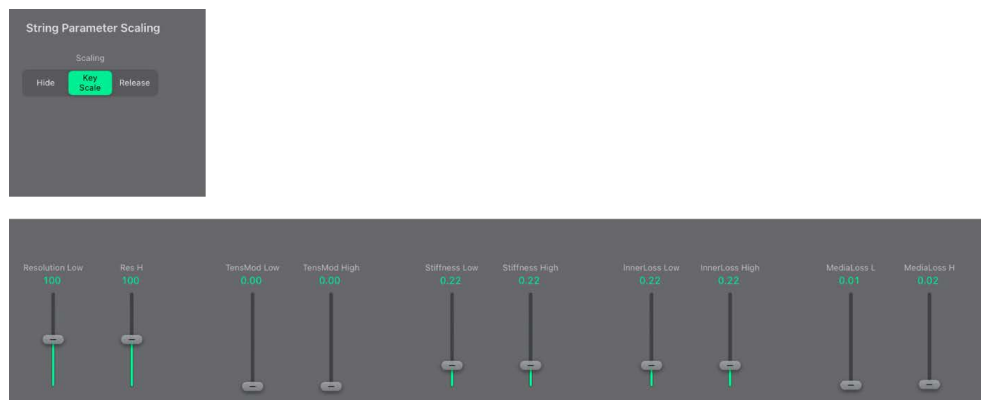 String Parameter Scaling
Scaling
Hide
Key
Scale
Release
Resolution Low
100
Res H
100
TensMod Low
0.00
TensMod High
0.00
Stiffness Low
0.22
Stiffness High
0.22
InnerLoss Low
0.22
InnerLoss High
0.22
MediaLoss L
0.01
MediaLoss H
0.02